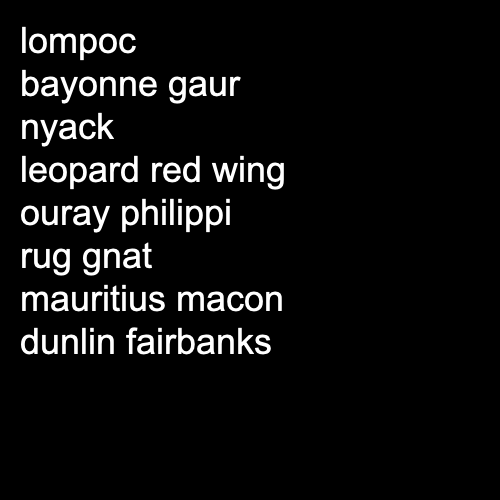 lompoc
bayonne gaur
nyack
leopard red wing
ouray philippi
rug gnat
mauritius macon
dunlin fairbanks